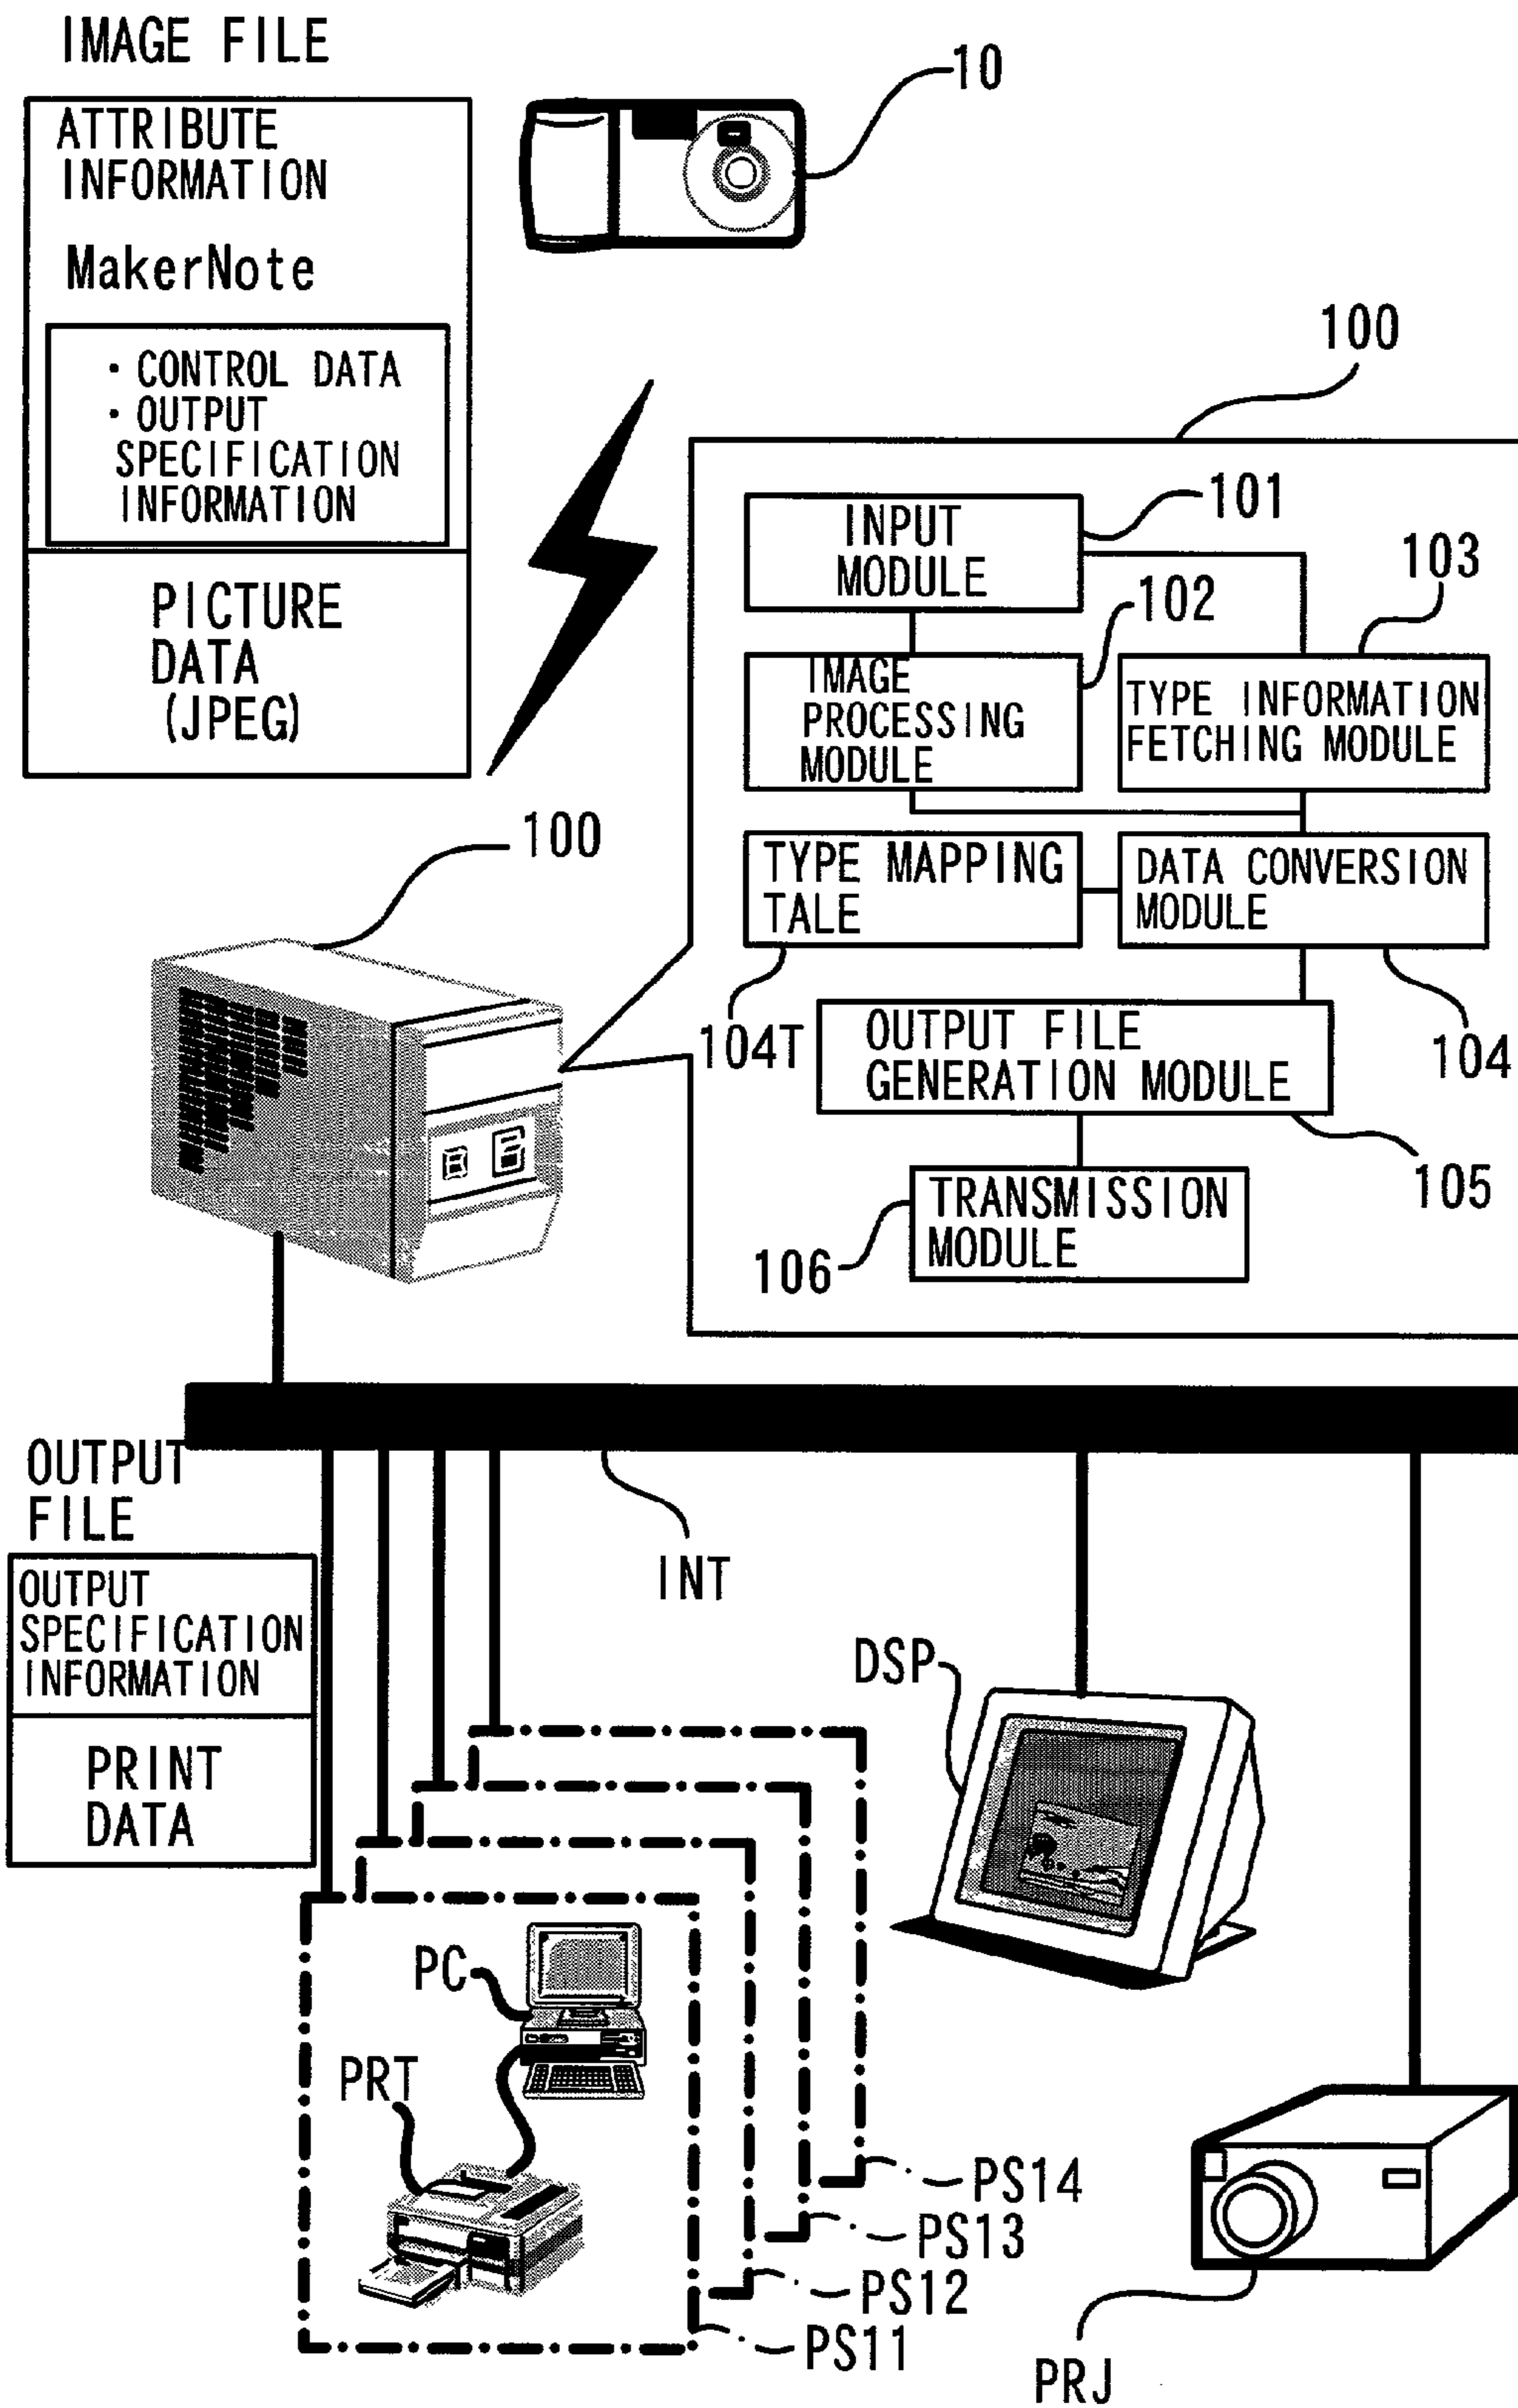 IMAGE FILE
ATTRIBUTE
INFORMATION
MakerNote
・CONTROL DATA
・OUTPUT
SPECIFICATION
INFORMATION
PICTURE
DATA
(JPEG)
10
100
INPUT
MODULE
101
102
103
IMAGE
PROCESSING
MODULE
TYPE INFORMATION
FETCHING MODULE
100
TYPE MAPPING
TALE
DATA CONVERSION
MODULE
104T
104
OUTPUT FILE
GENERATION MODULE
105
TRANSMISSION
MODULE
106
OUTPUT
FILE
OUTPUT
SPECIFICATION
INFORMATION
PRINT
DATA
INT
DSP
PC
PRT
PS14
PS13
PS12
PS11
PRJ